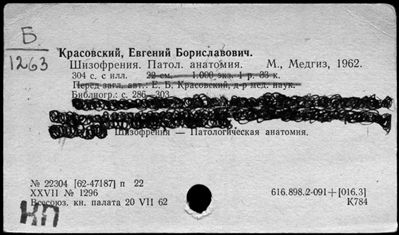 Б
1263
Красовский, Евгений Бориславович.
Шизофрения. Патол. анатомия. М., Медгиз, 1962.
304 с. с илл. 22 см. 1.000 экз. 1 р. 33 к.
Перед загл. авт.: Е. Б. Красовский, д-р мед. наук.
Библиогр.: с. 286—303
Шизофрения — Патологическая анатомия.
№ 22304 [62-47187] п 22
XXVII № 1296
Всесоюз. кн. палата 20 VII 62
616.898.2-091+[016.3]
К784
КП